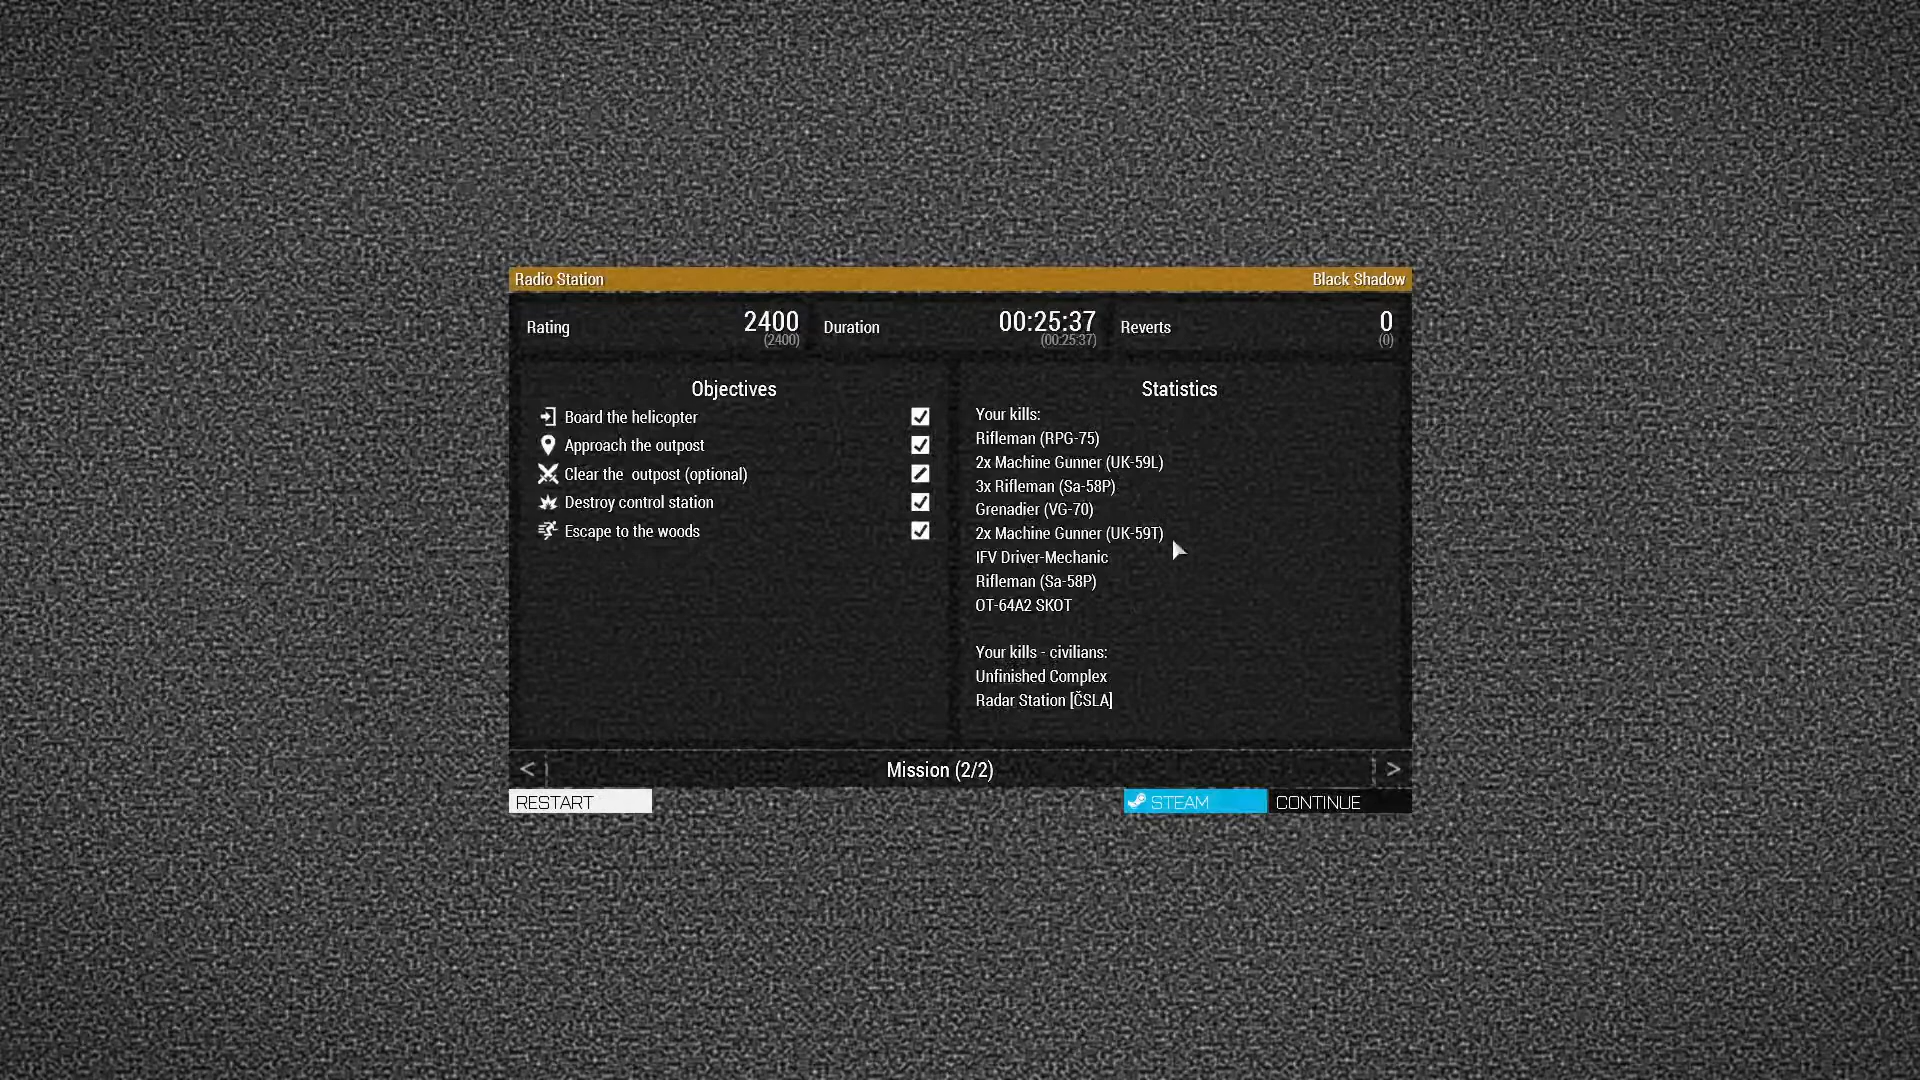 Radio Station Black Shadow
Rating 2400 (2400) Duration 00:25:37 (00:25:37) Reverts 0 (0)
Objectives
Board the helicopter
Approach the outpost
Clear the  outpost (optional)
Destroy control station
Escape to the woods
Statistics
Your kills:
Rifleman (RPG-75)
2x Machine Gunner (UK-59L)
3x Rifleman (Sa-58P)
Grenadier (VG-70)
2x Machine Gunner (UK-59T)
IFV Driver-Mechanic
Rifleman (Sa-58P)
OT-64A2 SKOT
Your kills - civilians:
Unfinished Complex
Radar Station [ČSLA]
< Mission (2/2) >
RESTART STEAM CONTINUE